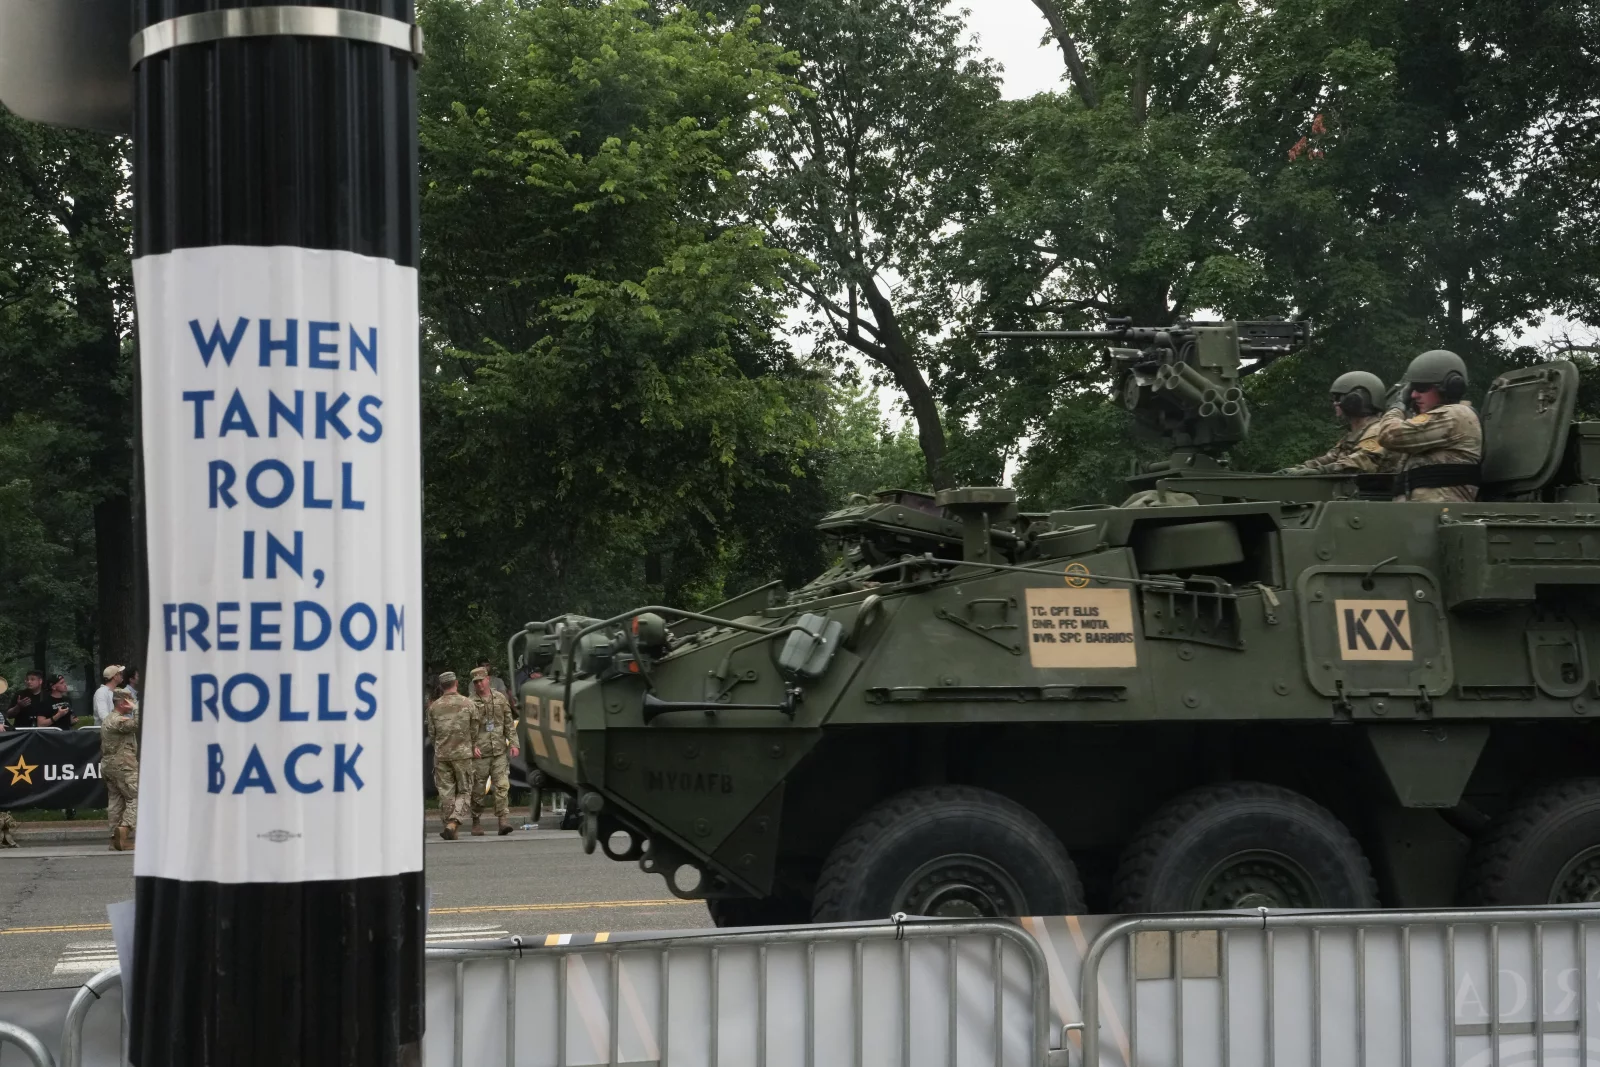 WHEN
TANKS
ROLL
IN,
FREEDOM
ROLLS
BACK
TC: CPT ELLIS
GNR: PFC MOTA
DVR: SPC BARRIOS
KX
U.S. A